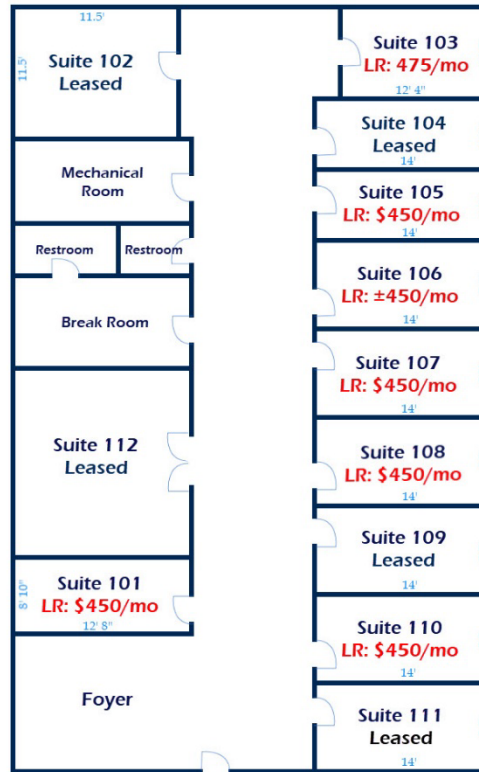 11.5'
11.5'
Suite 102
Leased
Mechanical
Room
Restroom
Restroom
Break Room
Suite 112
Leased
Suite 101
LR: $450/mo
8' 10"
12' 8"
Foyer
Suite 103
LR: 475/mo
12' 4"
Suite 104
Leased
14'
Suite 105
LR: $450/mo
14'
Suite 106
LR: ±450/mo
14'
Suite 107
LR: $450/mo
14'
Suite 108
LR: $450/mo
14'
Suite 109
Leased
14'
Suite 110
LR: $450/mo
14'
Suite 111
Leased
14'